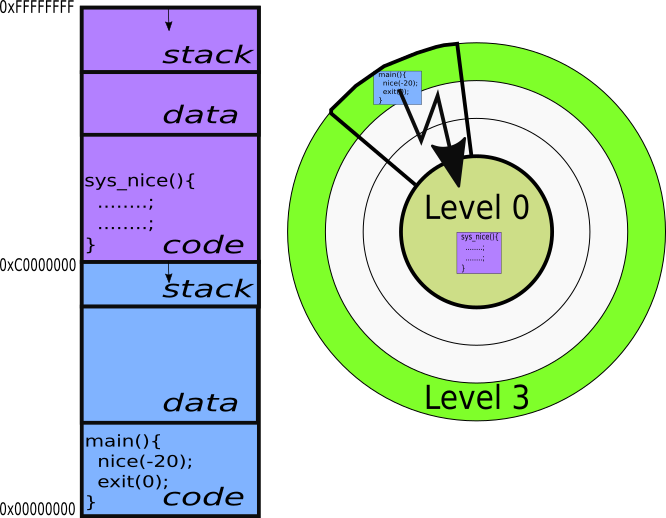 0xFFFFFFFF
stack
data
sys_nice(){
........;
........;
}
code
0xC0000000
stack
data
main(){
nice(-20);
exit(0);
}
code
0x00000000
main(){
nice(-20);
exit(0);
}
Level 0
sys_nice(){
........;
........;
}
Level 3